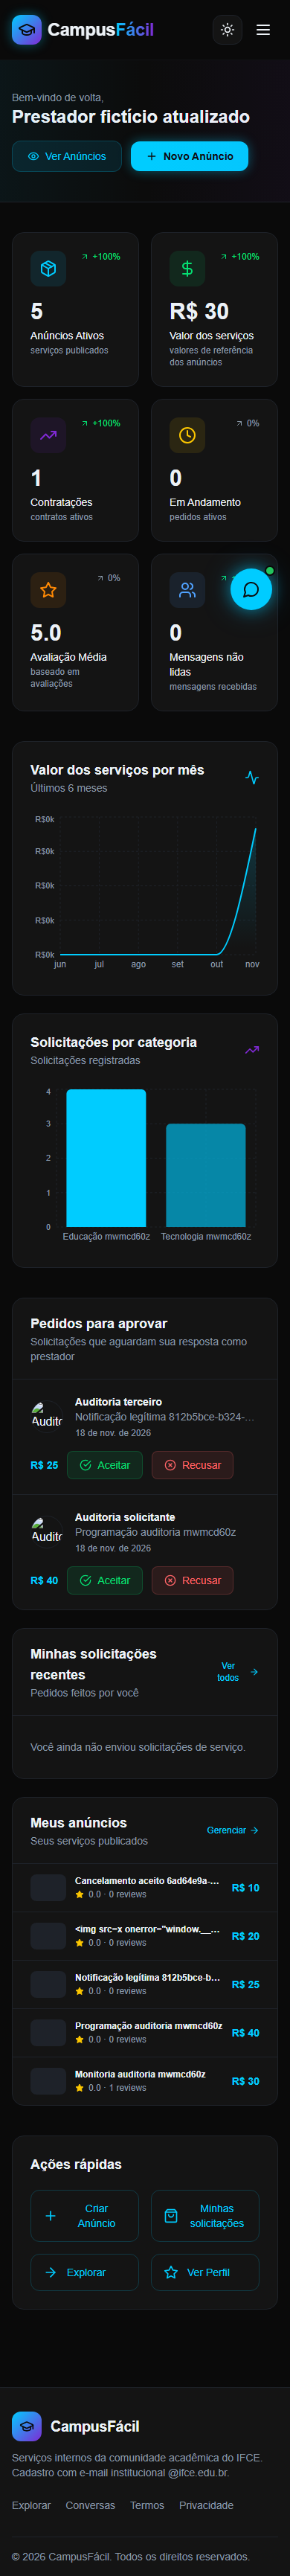 CampusFácil
Bem-vindo de volta,
Prestador fictício atualizado
Ver Anúncios
Novo Anúncio
+100%
5
Anúncios Ativos
serviços publicados
+100%
R$ 30
Valor dos serviços
valores de referência
dos anúncios
+100%
1
Contratações
contratos ativos
0%
0
Em Andamento
pedidos ativos
0%
5.0
Avaliação Média
baseado em
avaliações
0
Mensagens não
lidas
mensagens recebidas
Valor dos serviços por mês
Últimos 6 meses
R$0k
R$0k
R$0k
R$0k
R$0k
jun jul ago set out nov
Solicitações por categoria
Solicitações registradas
4
3
2
1
0
Educação mwmcd60z Tecnologia mwmcd60z
Pedidos para aprovar
Solicitações que aguardam sua resposta como
prestador
Auditoria terceiro
Notificação legítima 812b5bce-b324-...
18 de nov. de 2026
R$ 25
Aceitar
Recusar
Auditoria solicitante
Programação auditoria mwmcd60z
18 de nov. de 2026
R$ 40
Aceitar
Recusar
Minhas solicitações
recentes
Pedidos feitos por você
Ver
todos
Você ainda não enviou solicitações de serviço.
Meus anúncios
Seus serviços publicados
Gerenciar
Cancelamento aceito 6ad64e9a-...
0.0 · 0 reviews
R$ 10
<img src=x onerror="window.__...
0.0 · 0 reviews
R$ 20
Notificação legítima 812b5bce-b...
0.0 · 0 reviews
R$ 25
Programação auditoria mwmcd60z
0.0 · 0 reviews
R$ 40
Monitoria auditoria mwmcd60z
0.0 · 1 reviews
R$ 30
Ações rápidas
Criar
Anúncio
Minhas
solicitações
Explorar
Ver Perfil
CampusFácil
Serviços internos da comunidade acadêmica do IFCE.
Cadastro com e-mail institucional @ifce.edu.br.
Explorar Conversas Termos Privacidade
© 2026 CampusFácil. Todos os direitos reservados.